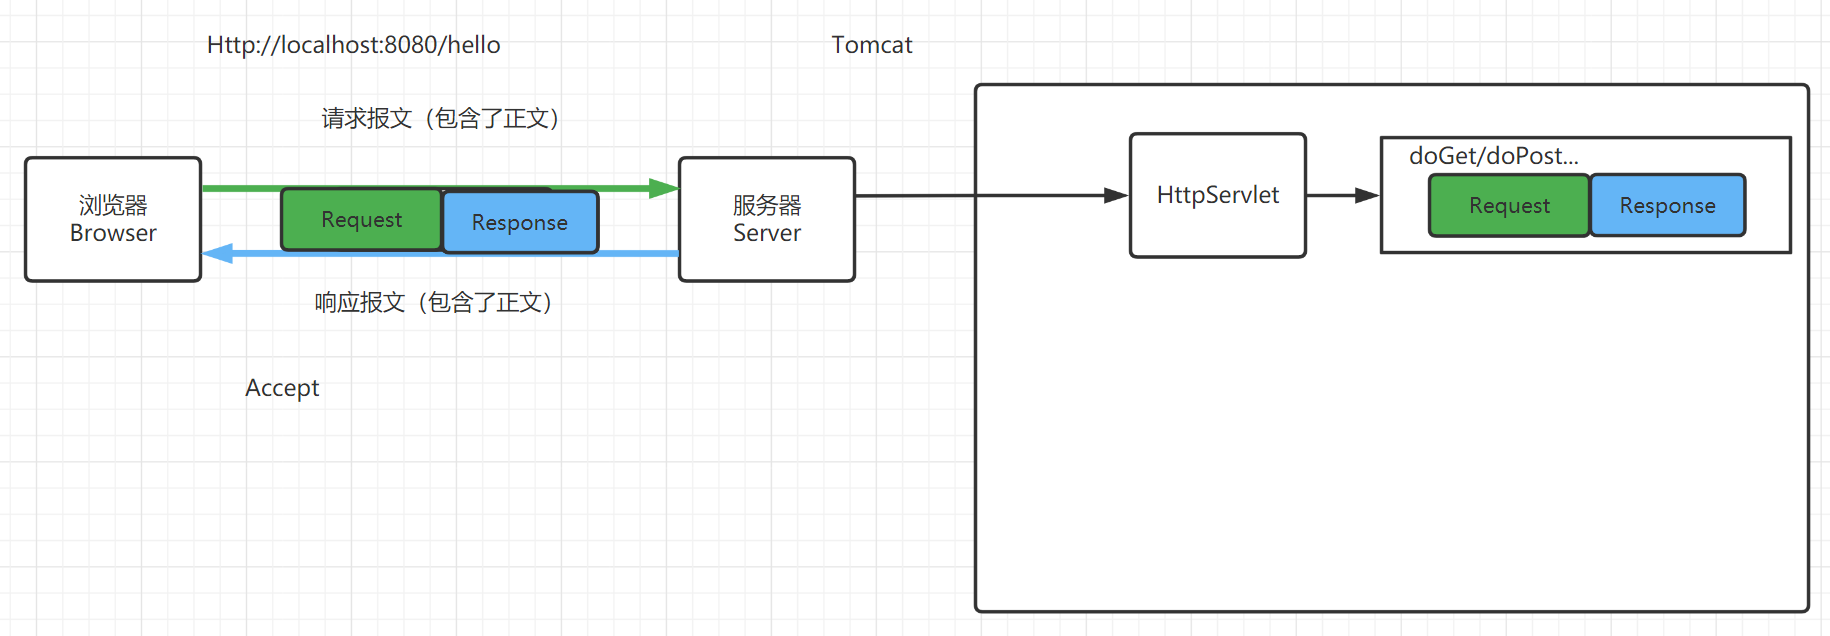 Http://localhost:8080/hello
Tomcat
请求报文（包含了正文）
浏览器
Browser
Request
Response
服务器
Server
HttpServlet
doGet/doPost...
Request
Response
响应报文（包含了正文）
Accept